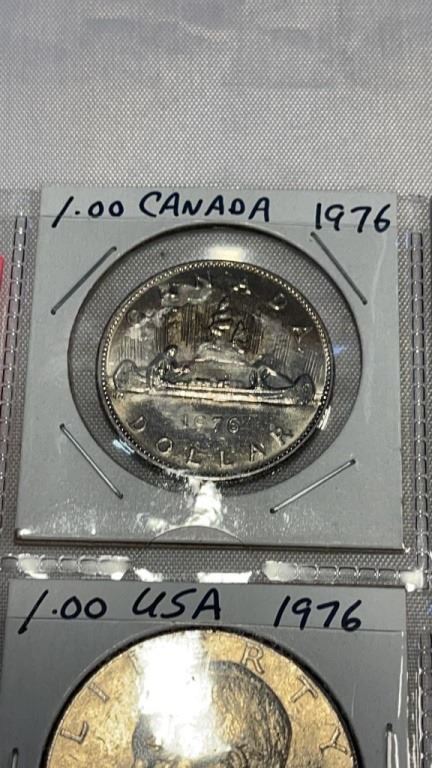 1.00 CANADA 1976
CANADA
1976
DOLLAR
1.00 USA 1976
LIBERTY